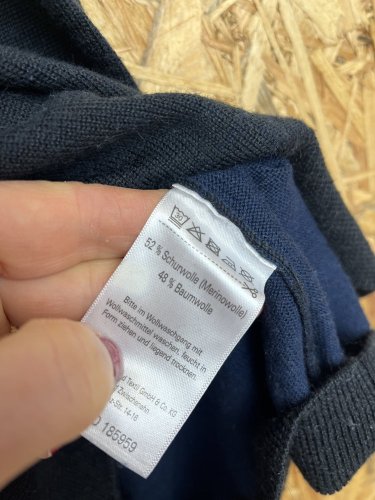 52 % Schurwolle (Merinowolle)
48 % Baumwolle
Bitte im Wollwaschgang mit
Wollwaschmittel waschen, feucht in
Form ziehen und liegend trocknen
Textil GmbH & Co. KG
Zwischenahn
Str. 14-18
185959